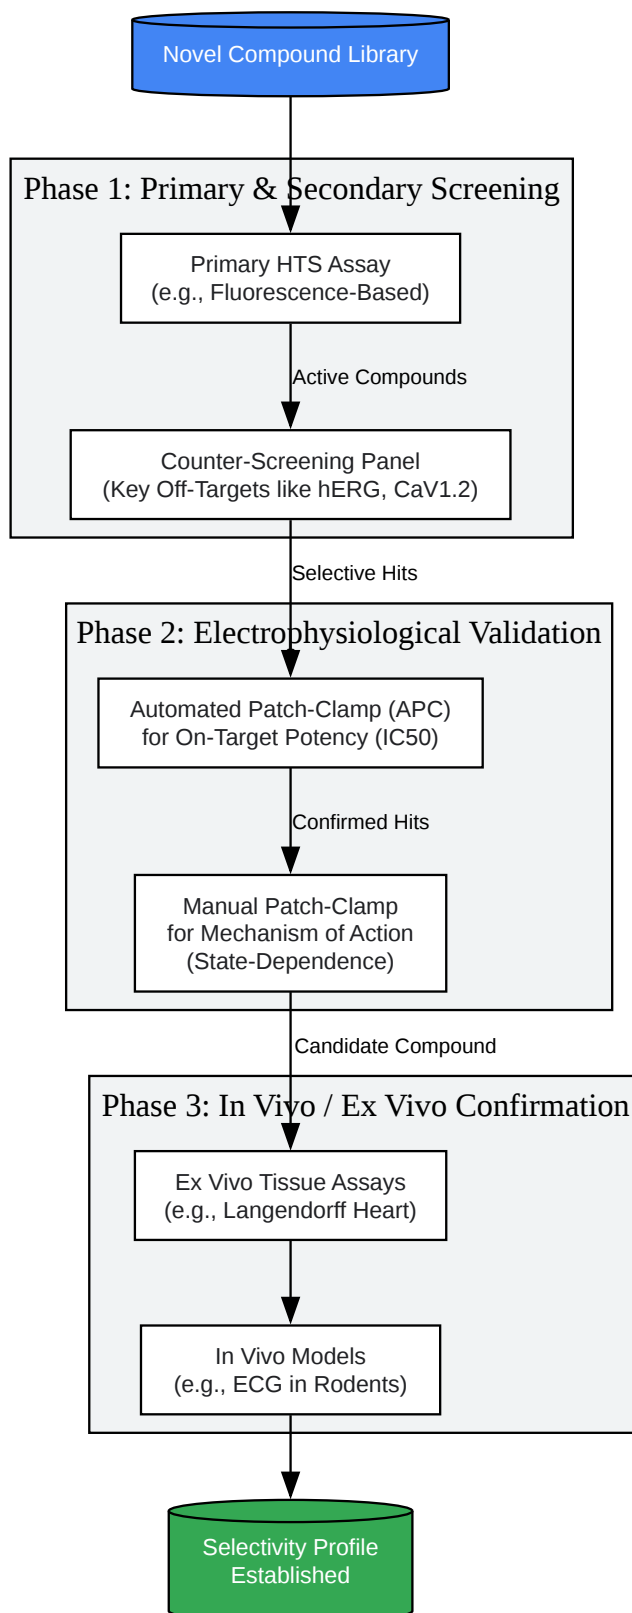 Novel Compound Library
Phase 1: Primary & Secondary Screening
Primary HTS Assay
(e.g., Fluorescence-Based)
Active Compounds
Counter-Screening Panel
(Key Off-Targets like hERG, CaV1.2)
Selective Hits
Phase 2: Electrophysiological Validation
Automated Patch-Clamp (APC)
for On-Target Potency (IC50)
Confirmed Hits
Manual Patch-Clamp
for Mechanism of Action
(State-Dependence)
Candidate Compound
Phase 3: In Vivo / Ex Vivo Confirmation
Ex Vivo Tissue Assays
(e.g., Langendorff Heart)
In Vivo Models
(e.g., ECG in Rodents)
Selectivity Profile
Established